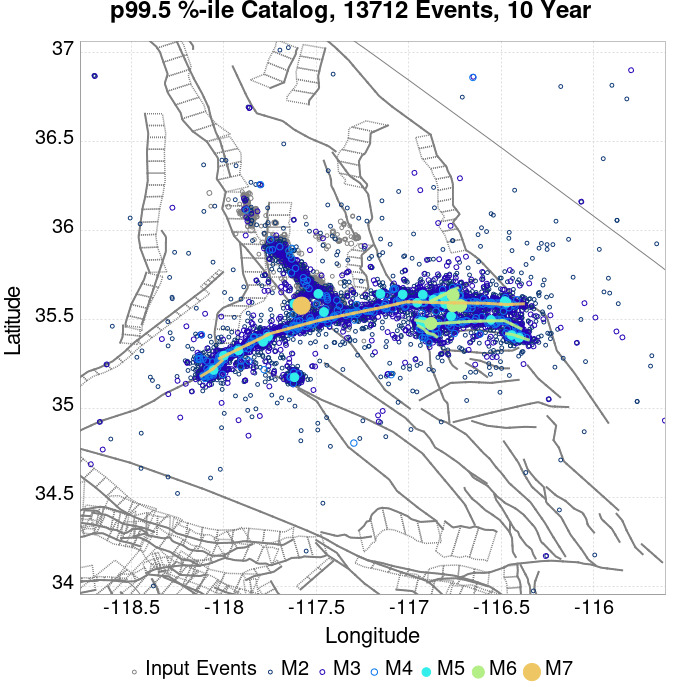 p99.5 %-ile Catalog, 13712 Events, 10 Year
37
36.5
36
35.5
35
34.5
34
Latitude
-118.5 -118 -117.5 -117 -116.5 -116
Longitude
Input Events M2 M3 M4 M5 M6 M7